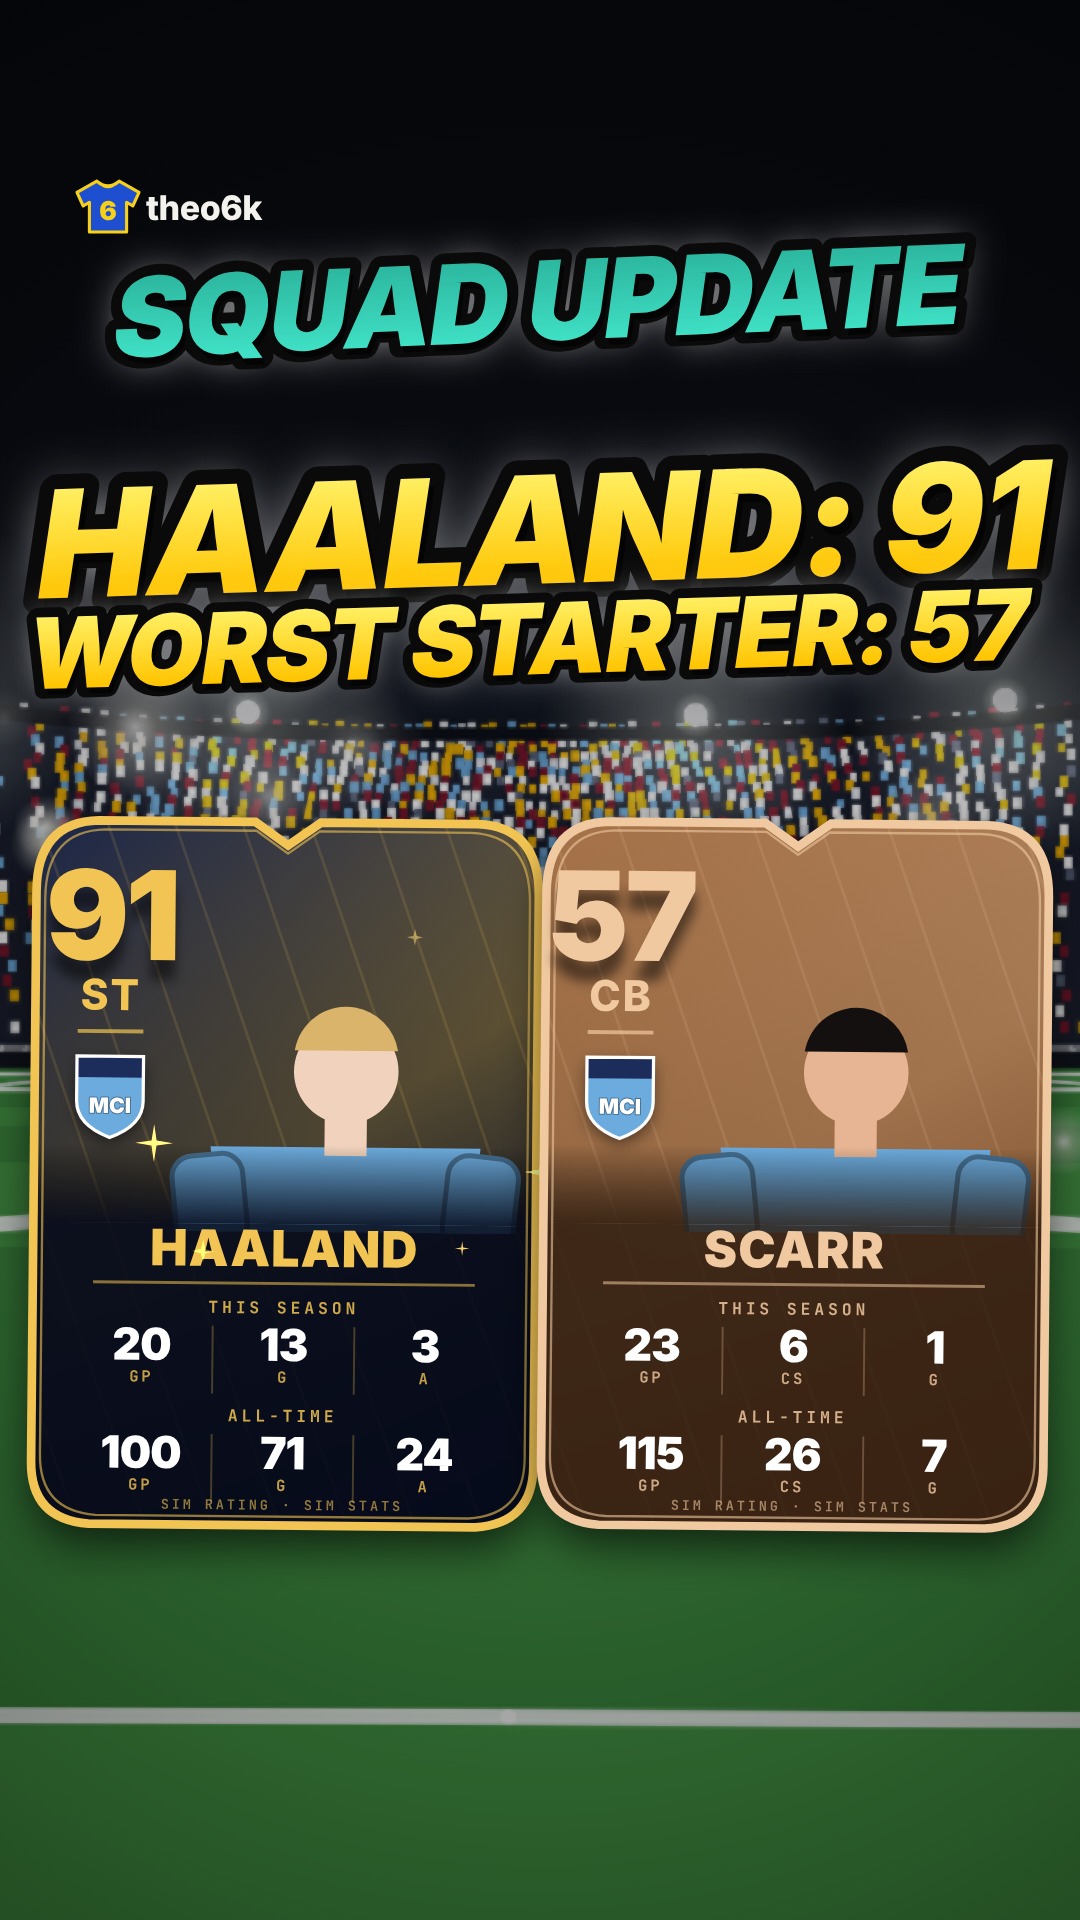 6 theo6k
SQUAD UPDATE
HAALAND: 91
WORST STARTER: 57
91
ST
MCI
HAALAND
THIS SEASON
20 13 3
GP G A
ALL-TIME
100 71 24
GP G A
SIM RATING · SIM STATS
57
CB
MCI
SCARR
THIS SEASON
23 6 1
GP CS G
ALL-TIME
115 26 7
GP CS G
SIM RATING · SIM STATS